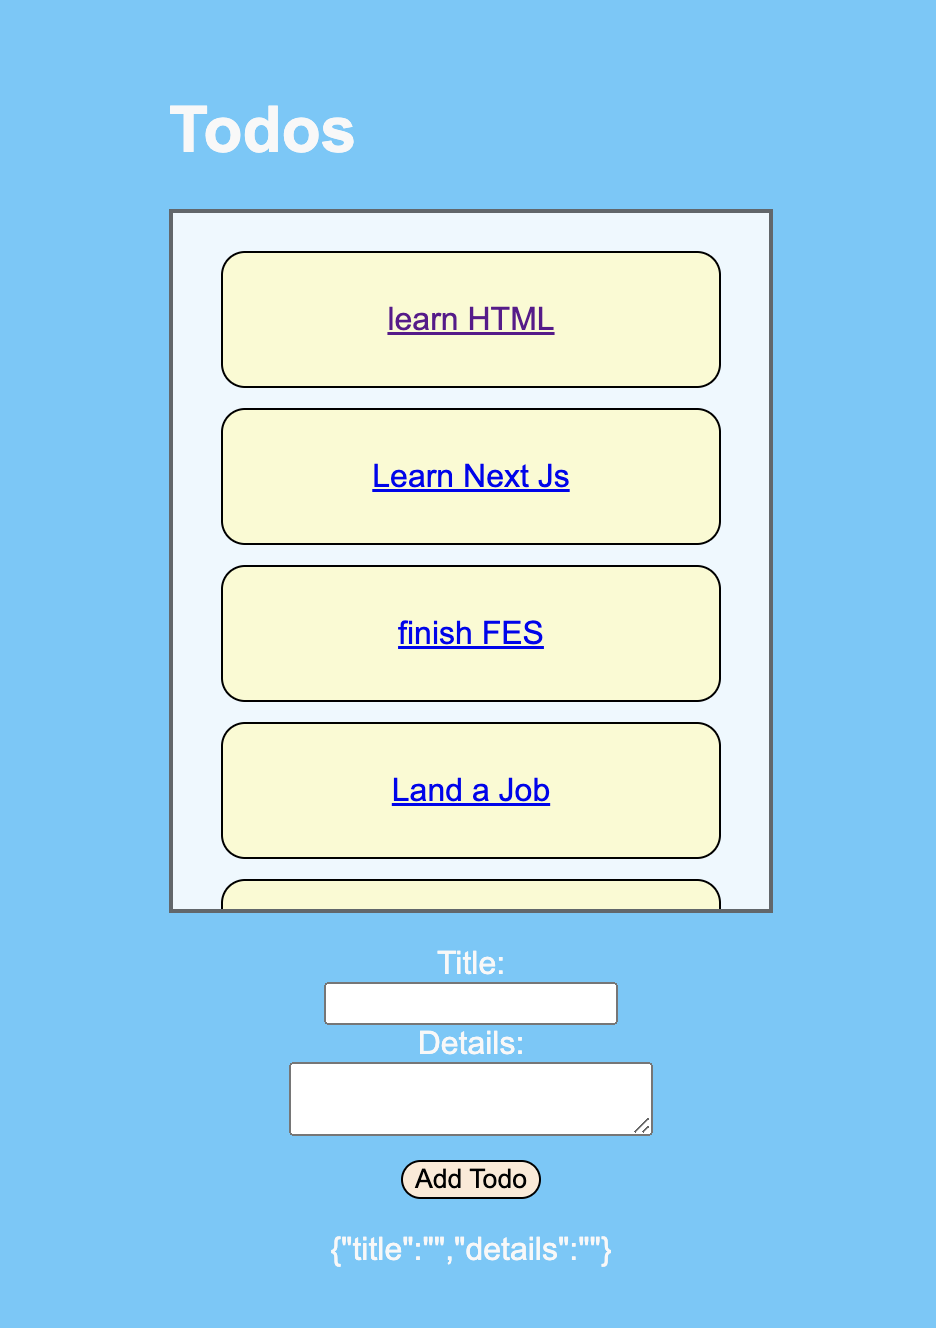 Todos
learn HTML
Learn Next Js
finish FES
Land a Job
Title:
Details:
Add Todo
{"title":"","details":""}